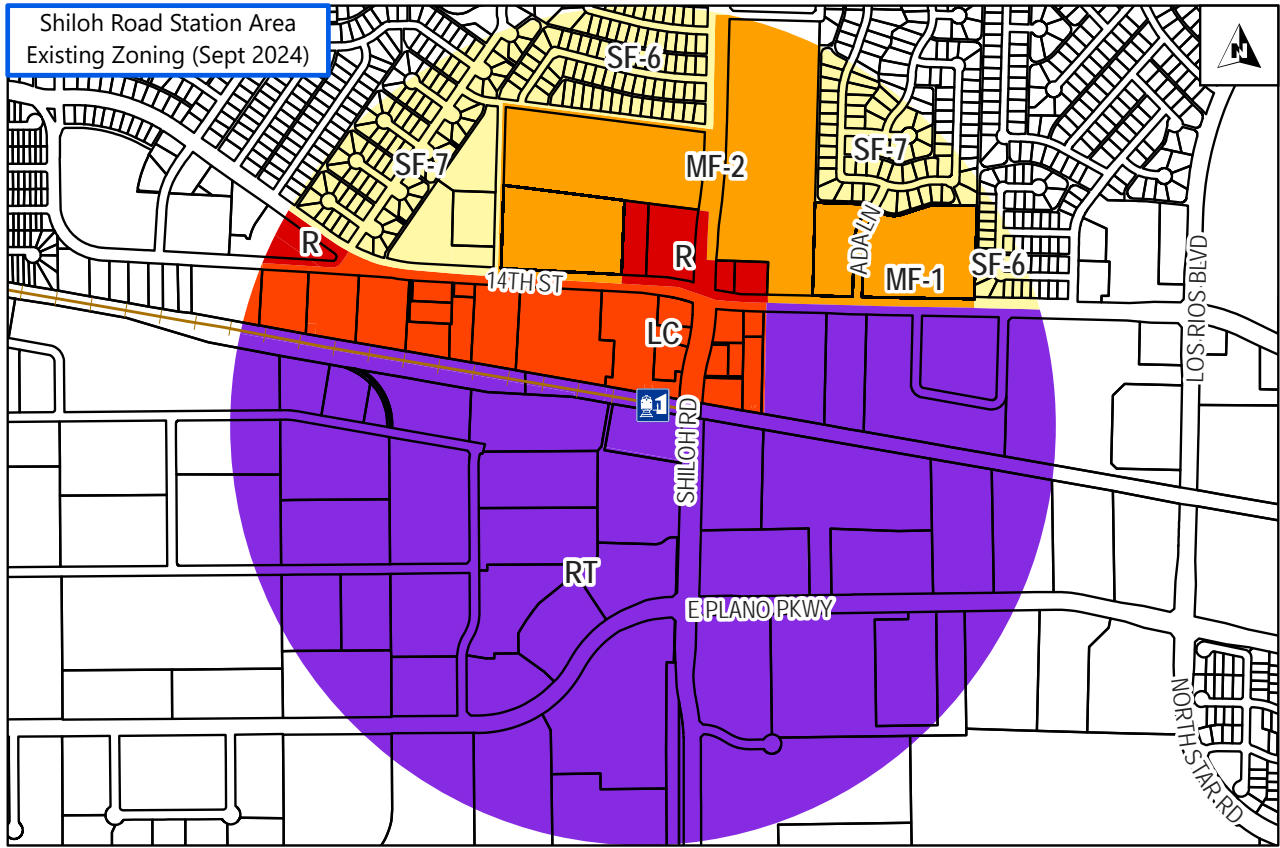 Shiloh Road Station Area
Existing Zoning (Sept 2024)
N
SF-6
SF-7
MF-2
SF-7
R
R
ADA LN
SF-6
14TH ST
MF-1
LOS RIOS BLVD
LC
1
SHILOH RD
RT
E PLANO PKWY
NORTH STAR RD